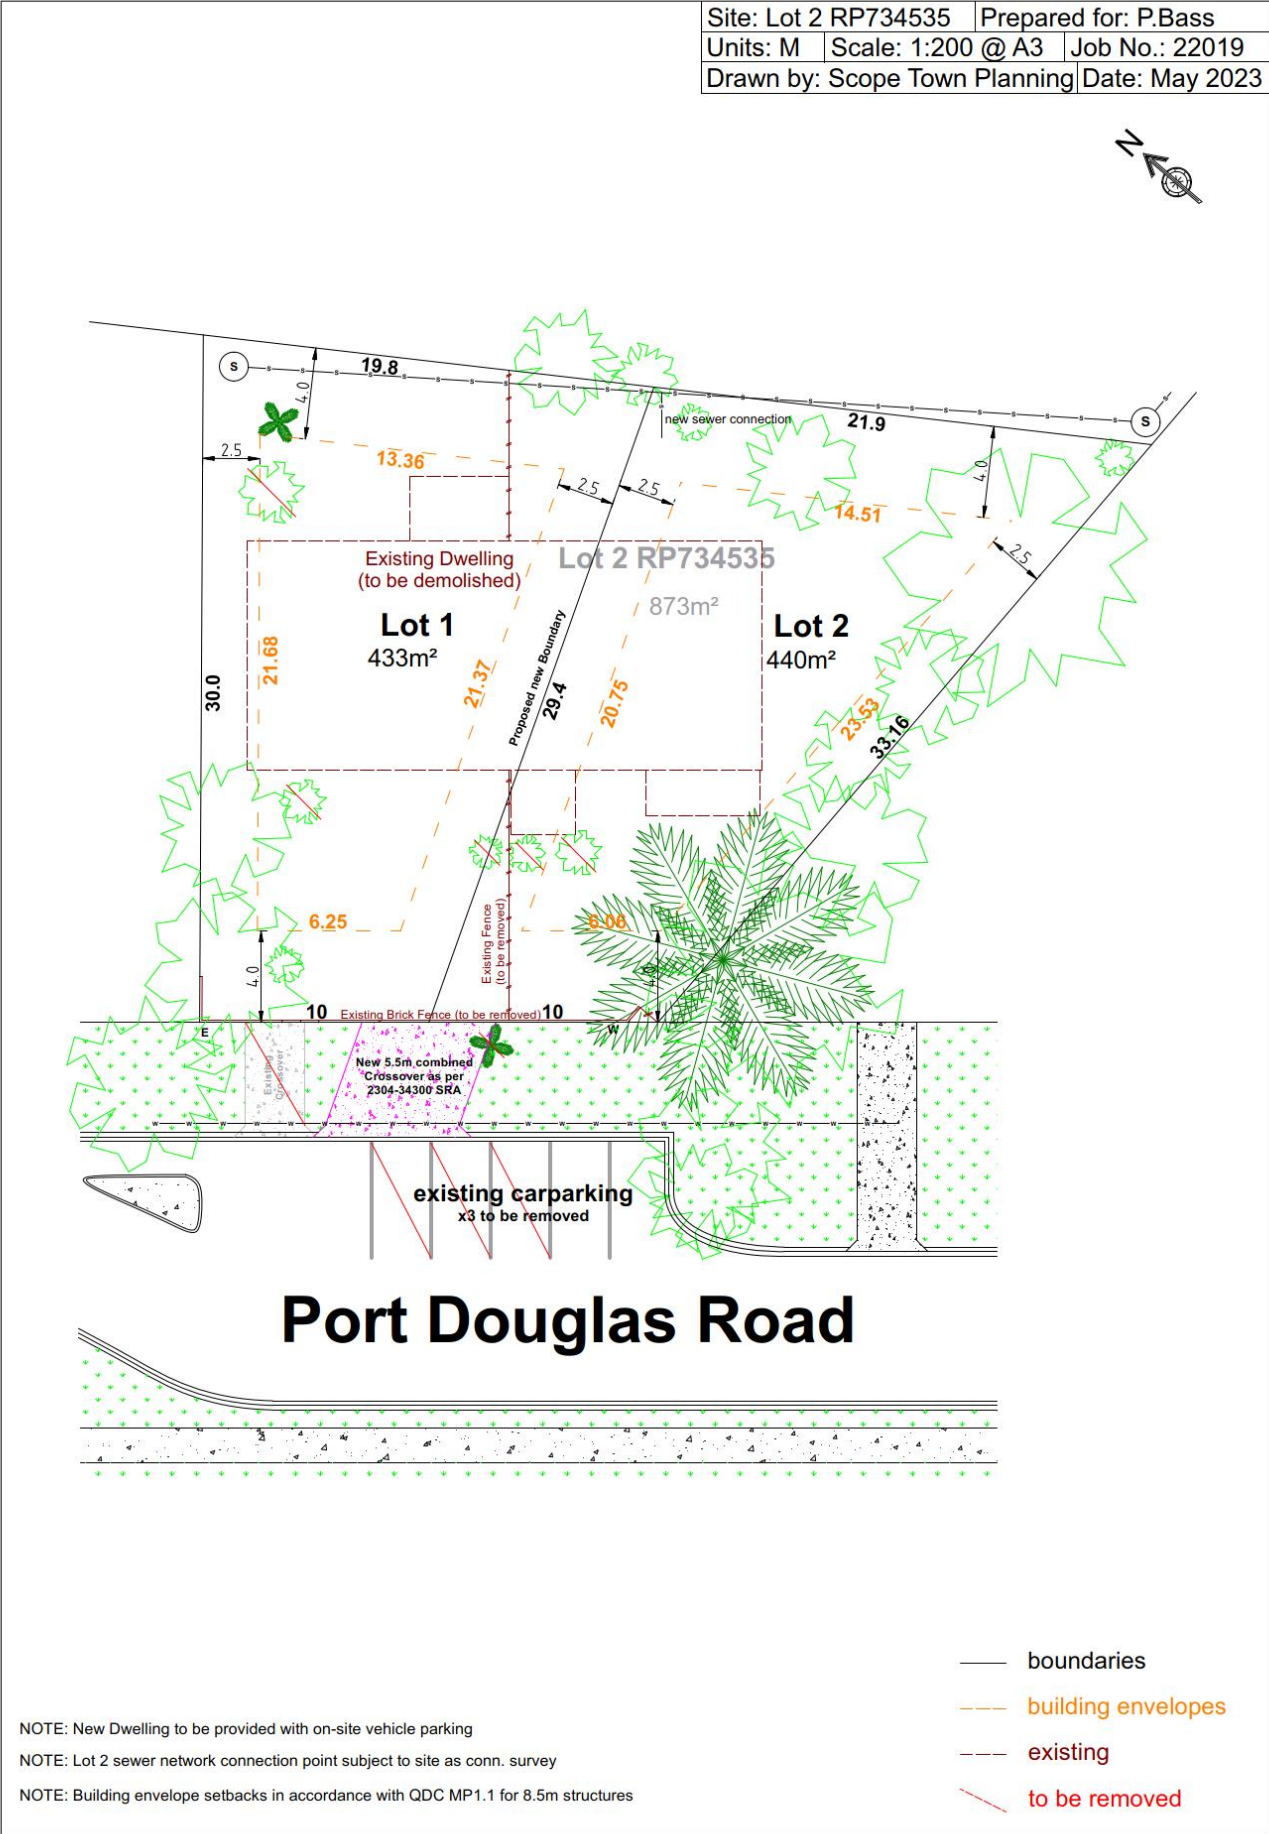 Site: Lot 2 RP734535 Prepared for: P.Bass
Units: M Scale: 1:200 @ A3 Job No.: 22019
Drawn by: Scope Town Planning Date: May 2023
N
S
19.8
4.0
new sewer connection
21.9
S
2.5
13.36
2.5
2.5
4.0
14.51
2.5
Existing Dwelling
(to be demolished)
Lot 2 RP734535
873m²
Lot 1
433m²
Lot 2
440m²
30.0
21.68
21.37
Proposed new Boundary
29.4
20.75
23.53
33.16
6.25
Existing Fence
(to be removed)
6.06
4.0
4.0
10
Existing Brick Fence (to be removed)
10
E
W
Existing
Crossover
New 5.5m combined
Crossover as per
2304-34300 SRA
existing carparking
x3 to be removed
Port Douglas Road
boundaries
building envelopes
existing
to be removed
NOTE: New Dwelling to be provided with on-site vehicle parking
NOTE: Lot 2 sewer network connection point subject to site as conn. survey
NOTE: Building envelope setbacks in accordance with QDC MP1.1 for 8.5m structures